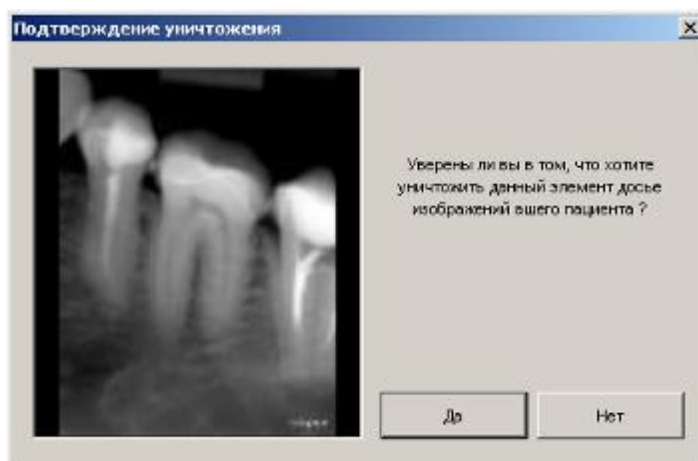 Подтверждение уничтожения
Уверены ли вы в том, что хотите
уничтожить данный элемент досье
изображений вшего пациента ?
Да
Нет